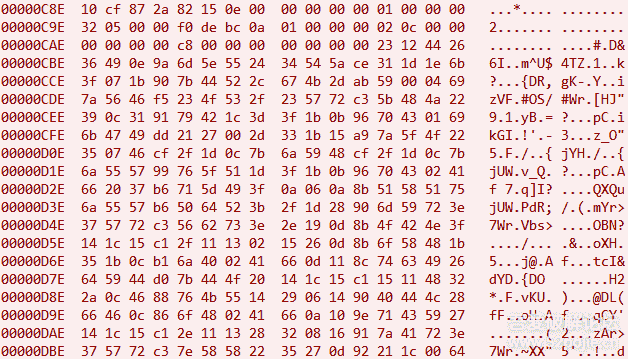 00000C8E 10 cf 87 2a 82 15 0e 00 00 00 00 00 01 00 00 00 ...*.... ........
00000C9E 32 05 00 00 f0 de bc 0a 01 00 00 00 02 0c 00 00 2....... ........
00000CAE 00 00 00 00 c8 00 00 00 00 00 00 00 23 12 44 26 ........ ....#.D&
00000CBE 36 49 0e 9a 6d 5e 55 24 34 54 5a ce 31 1d 1e 6b 6I..m^U$ 4TZ.1..k
00000CCE 3f 07 1b 90 7b 44 52 2c 67 4b 2d ab 59 00 04 69 ?...{DR, gK-.Y..i
00000CDE 7a 56 46 f5 23 4f 53 2f 23 57 72 c3 5b 48 4a 22 zVF.#OS/ #Wr.[HJ"
00000CEE 39 0c 31 91 79 42 1c 3d 3f 1b 0b 96 70 43 01 69 9.1.yB.= ?...pC.i
00000CFE 6b 47 49 dd 21 27 00 2d 33 1b 15 a9 7a 5f 4f 22 kGI.!'.- 3...z_O"
00000D0E 35 07 46 cf 2f 1d 0c 7b 6a 59 48 cf 2f 1d 0c 7b 5.F./..{ jYH./..{
00000D1E 6a 55 57 99 76 5f 51 1d 3f 1b 0b 96 70 43 02 41 jUW.v_Q. ?...pC.A
00000D2E 66 20 37 b6 71 5d 49 3f 0a 06 0a 8b 51 58 51 75 f 7.q]I? ....QXQu
00000D3E 6a 55 57 b6 50 64 52 3b 2f 1d 28 90 6d 59 72 3e jUW.PdR; /.(.mYr>
00000D4E 37 57 72 c3 56 62 73 3e 2e 19 0d 8b 4f 42 4e 3f 7Wr.Vbs> ....OBN?
00000D5E 14 1c 15 c1 2f 11 13 02 15 26 0d 8b 6f 58 48 1b ..../... .&..oXH.
00000D6E 35 1b 0c b1 6a 40 02 41 66 0d 11 8c 74 63 49 26 5...j@.A f...tcI&
00000D7E 64 59 44 d0 7b 44 4f 20 14 1c 15 c1 15 11 48 32 dYD.{DO ......H2
00000D8E 2a 0c 46 88 76 4b 55 14 29 06 14 90 40 44 4c 28 *.F.vKU. )...@DL(
00000D9E 66 46 0c 86 6f 48 02 41 66 0a 10 9e 71 43 59 27 fF..oH.A f...qCY'
00000DAE 14 1c 15 c1 2e 11 13 28 32 08 16 91 7a 41 72 3e .......( 2...zAr>
00000DBE 37 57 72 c3 7e 58 58 22 35 27 0d 92 21 1c 00 64 7Wr.~XX" 5'..!..d